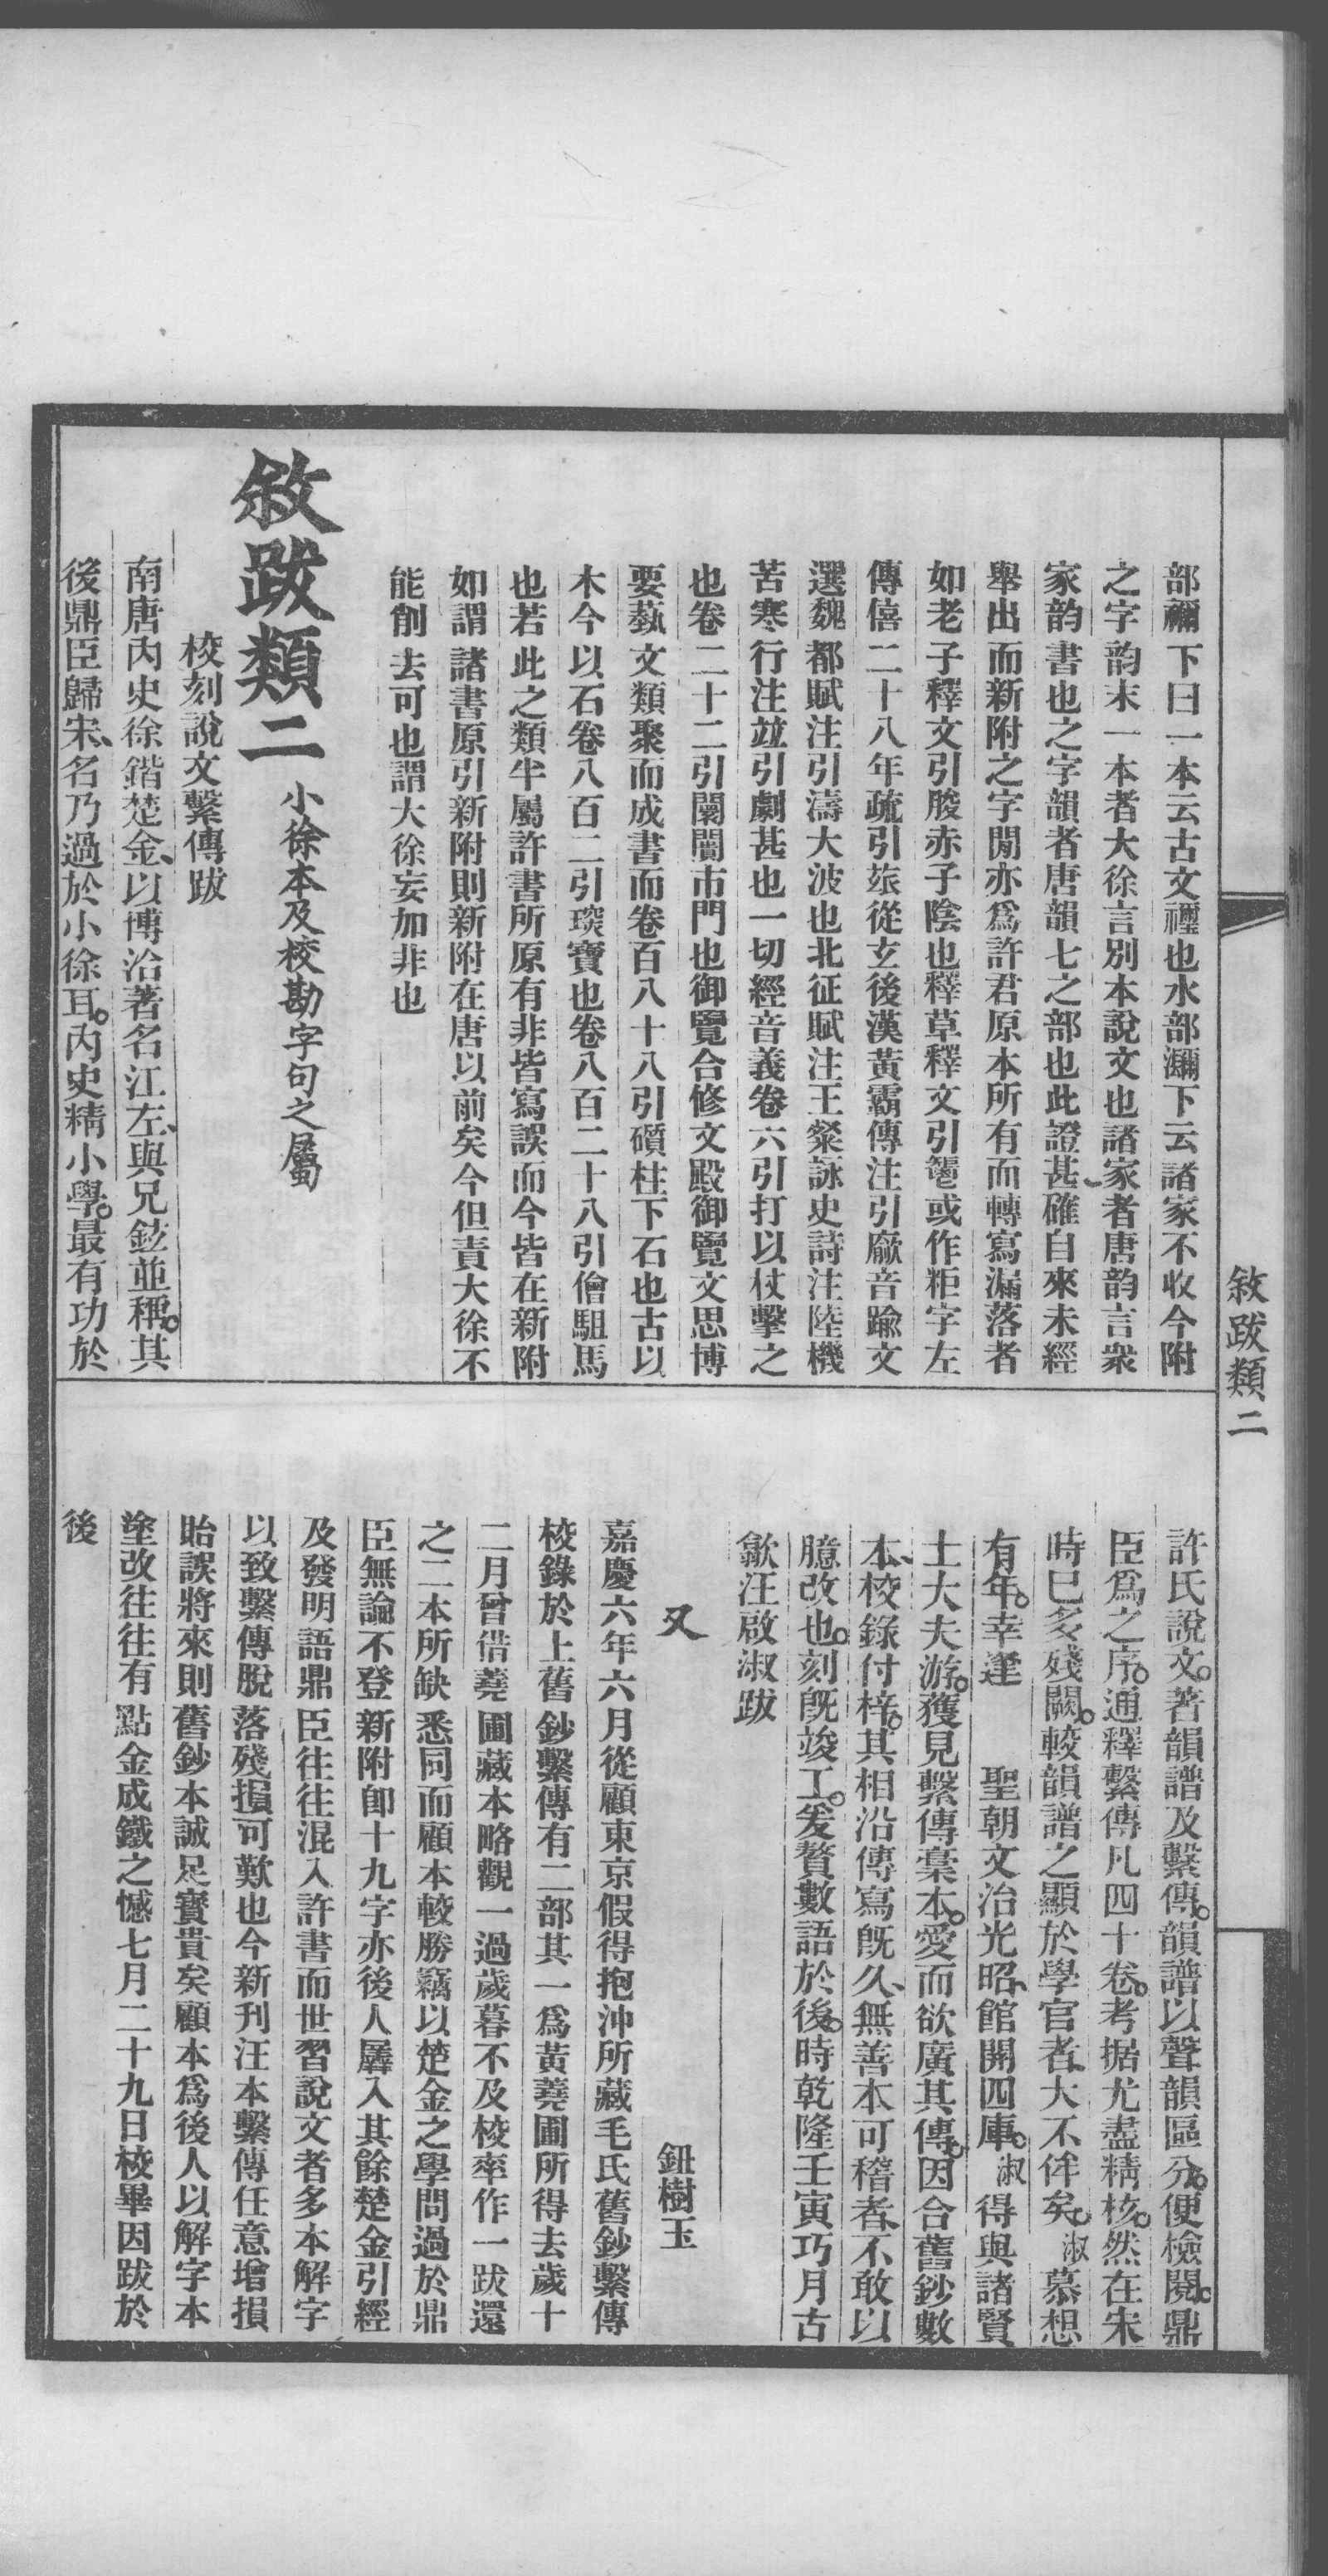 敘跋類二
部禰下曰一本云古文𥜬也水部濔下云諸家不收今附
之字韵末一本者大徐言別本說文也諸家者唐韵言衆
家韵書也之字韻者唐韻七之部也此證甚確自來未經
舉出而新附之字閒亦爲許君原本所有而轉寫漏落者
如老子釋文引朘赤子陰也釋草釋文引䆀或作粔字左
傳僖二十八年疏引玈從玄後漢黃霸傳注引廞音踰文
選魏都賦注引濤大波也北征賦注王粲詠史詩注陸機
苦寒行注竝引劇甚也一切經音義卷六引打以杖擊之
也卷二十二引闤闠市門也御覽合修文殿御覽文思博
要蓺文類聚而成書而卷百八十八引礩柱下石也古以
木今以石卷八百二引琛寶也卷八百二十八引儈駔馬
也若此之類半屬許書所原有非皆寫誤而今皆在新附
如謂諸書原引新附則新附在唐以前矣今但責大徐不
能削去可也謂大徐妄加非也
敘跋類二 小徐本及校勘字句之屬
校刻說文繫傳跋
南唐內史徐鍇楚金、以博洽著名江左、與兄鉉並稱。其
後鼎臣歸宋、名乃過於小徐耳。內史精小學。最有功於
許氏說文。著韻譜及繫傳。韻譜以聲韻區分。便檢閱。鼎
臣爲之序。通釋繫傳凡四十卷。考据尤盡精核。然在宋
時已多殘闕。較韻譜之顯於學官者、大不侔矣。淑慕想
有年。幸逢 聖朝文治光昭、館開四庫。淑得與諸賢
士大夫游。獲見繫傳槀本。愛而欲廣其傳。因合舊鈔數
本、校錄付梓。其相沿傳寫旣久、無善本可稽者、不敢以
臆改也。刻旣竣工。爰贅數語於後。時乾隆壬寅巧月古
歙汪啟淑跋
又 鈕樹玉
嘉慶六年六月從顧東京假得抱沖所藏毛氏舊鈔繫傳
校錄於上舊鈔繫傳有二部其一爲黃蕘圃所得去歲十
二月曾借蕘圃藏本略觀一過歲暮不及校率作一跋還
之二本所缺悉同而顧本較勝竊以楚金之學問過於鼎
臣無論不登新附卽十九字亦後人羼入其餘楚金引經
及發明語鼎臣往往混入許書而世習說文者多本解字
以致繫傳脫落殘損可歎也今新刊汪本繫傳任意增損
貽誤將來則舊鈔本誠足寶貴矣顧本爲後人以解字本
塗改往往有點金成鐵之憾七月二十九日校畢因跋於
後